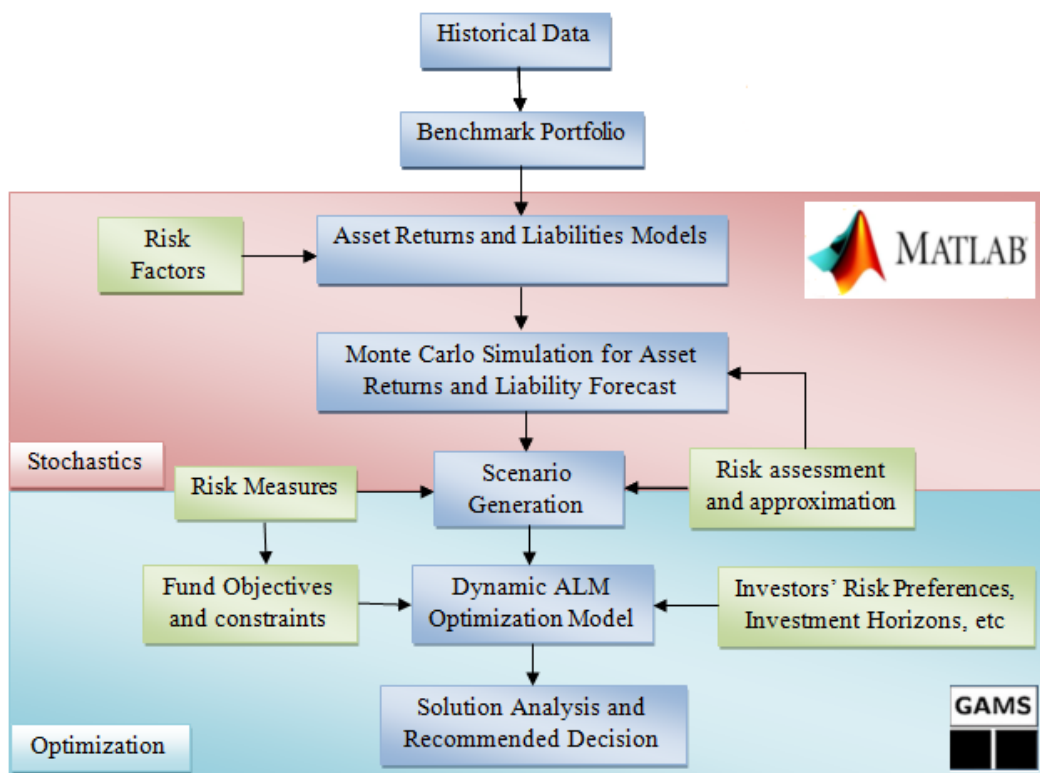 Historical Data
Benchmark Portfolio
Risk
Factors
Asset Returns and Liabilities Models
MATLAB
Monte Carlo Simulation for Asset
Returns and Liability Forecast
Stochastics
Risk Measures
Scenario
Generation
Risk assessment
and approximation
Fund Objectives
and constraints
Dynamic ALM
Optimization Model
Investors’ Risk Preferences,
Investment Horizons, etc
Solution Analysis and
Recommended Decision
GAMS
Optimization